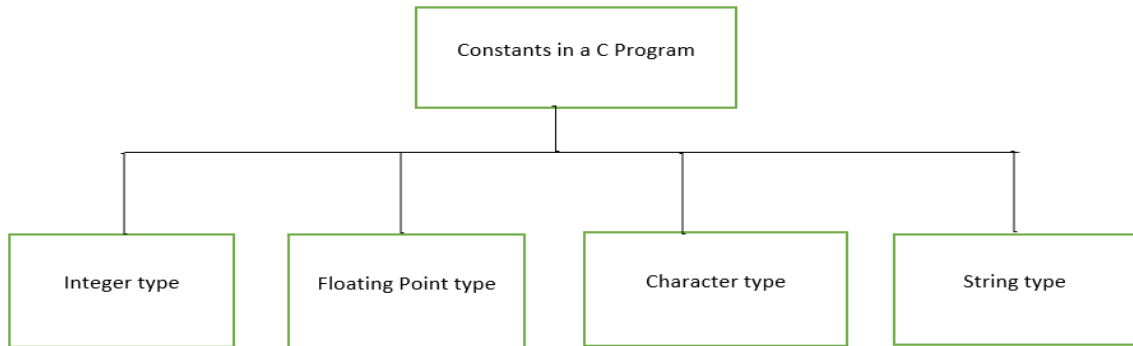 Constants in a C Program
Integer type
Floating Point type
Character type
String type